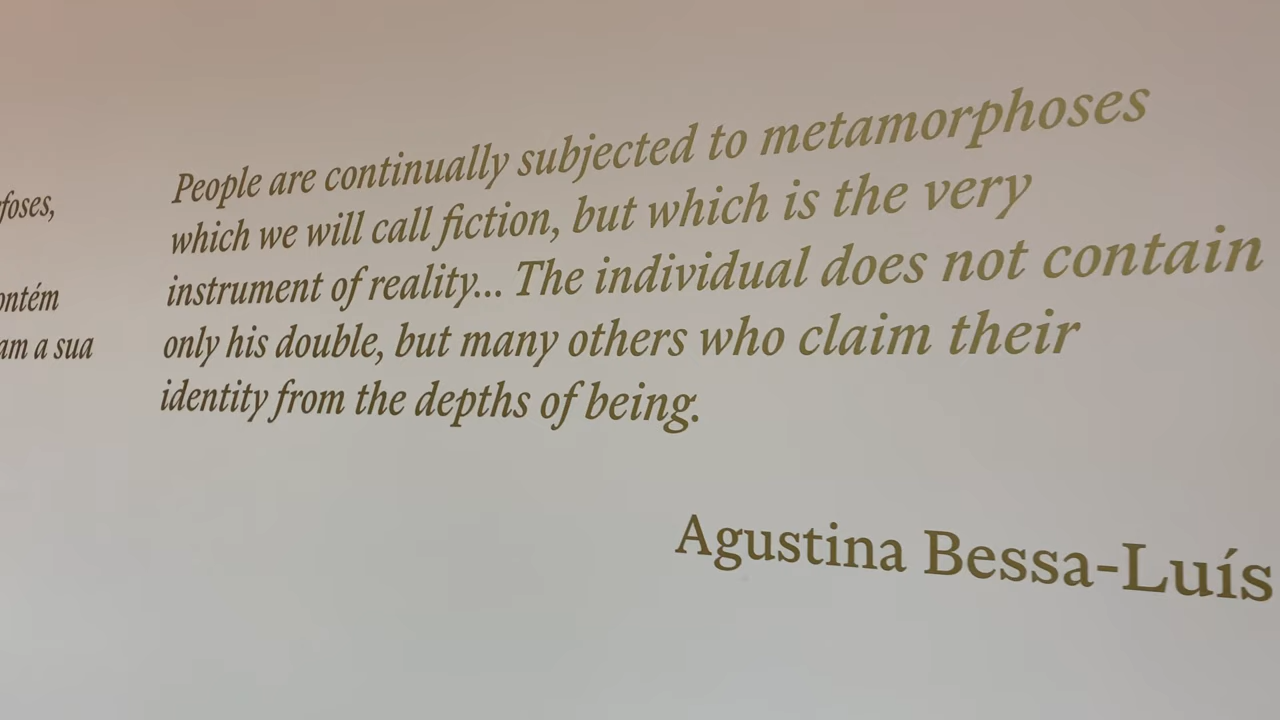 foses,
ontém
am a sua
People are continually subjected to metamorphoses
which we will call fiction, but which is the very
instrument of reality... The individual does not contain
only his double, but many others who claim their
identity from the depths of being.
Agustina Bessa-Luís